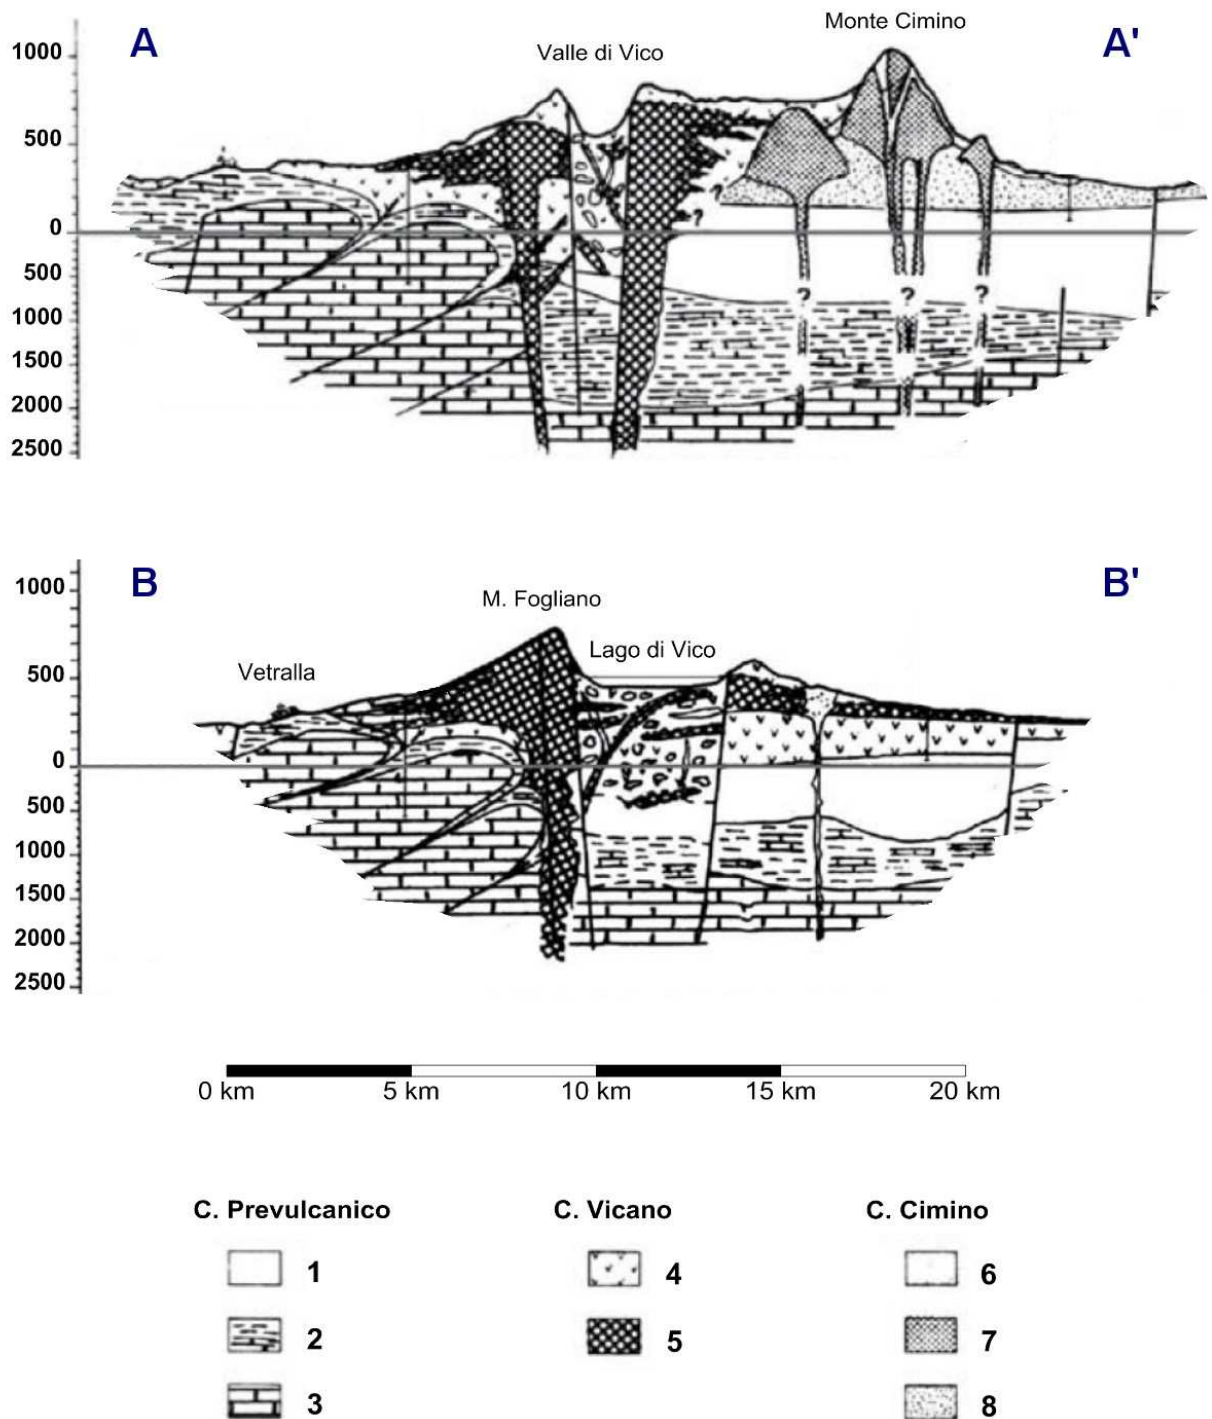 Monte Cimino
A
Valle di Vico
A'
1000
500
?
?
0
500
?
?
?
1000
1500
2000
2500
B
B'
1000
M. Fogliano
Lago di Vico
500
Vetralla
0
500
1000
1500
2000
2500
0 km 5 km 10 km 15 km 20 km
C. Prevulcanico C. Vicano C. Cimino
1 4 6
2 5 7
3 8